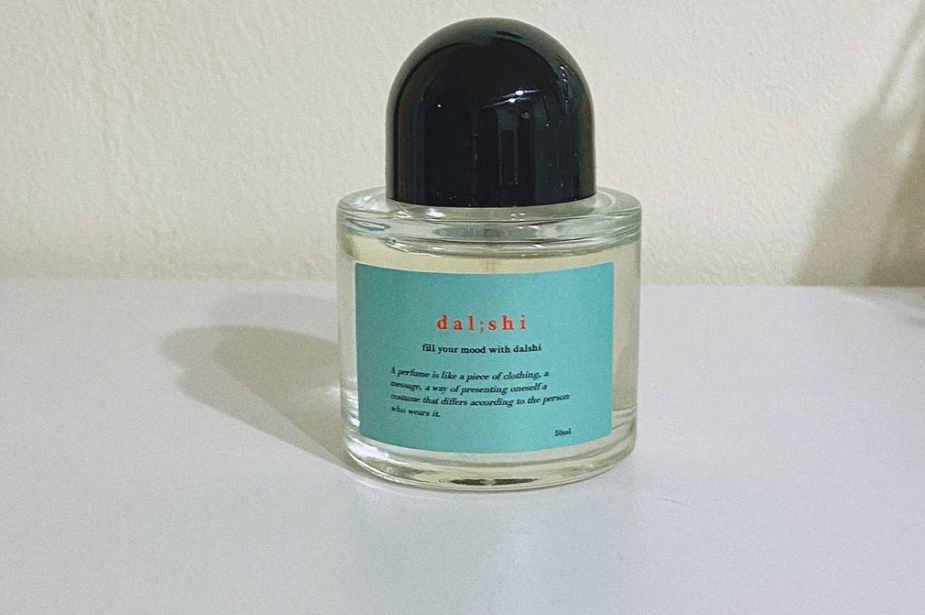 dal;shi
fill your mood with dalshi
A perfume is like a piece of clothing, a
message, a way of presenting oneself a
costume that differs according to the person
who wears it.
50ml